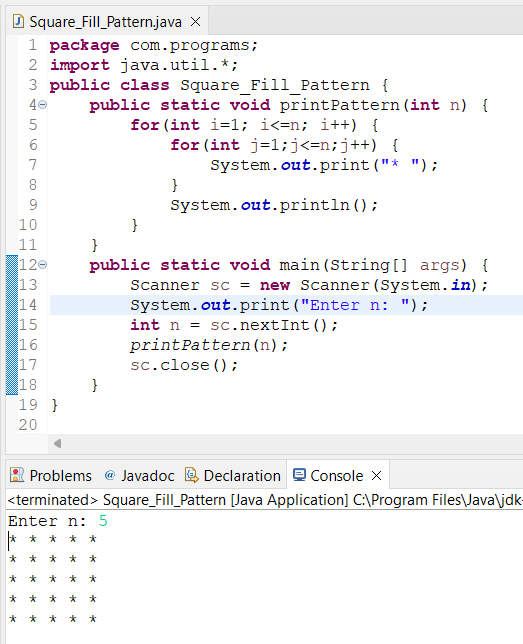 Square_Fill_Pattern.java
1 package com.programs;
2 import java.util.*;
3 public class Square_Fill_Pattern {
4 public static void printPattern(int n) {
5 for(int i=1; i<=n; i++) {
6 for(int j=1;j<=n;j++) {
7 System.out.print("* ");
8 }
9 System.out.println();
10 }
11 }
12 public static void main(String[] args) {
13 Scanner sc = new Scanner(System.in);
14 System.out.print("Enter n: ");
15 int n = sc.nextInt();
16 printPattern(n);
17 sc.close();
18 }
19 }
20
Problems @ Javadoc Declaration Console
<terminated> Square_Fill_Pattern [Java Application] C:\Program Files\Java\jdk-
Enter n: 5
* * * * *
* * * * *
* * * * *
* * * * *
* * * * *